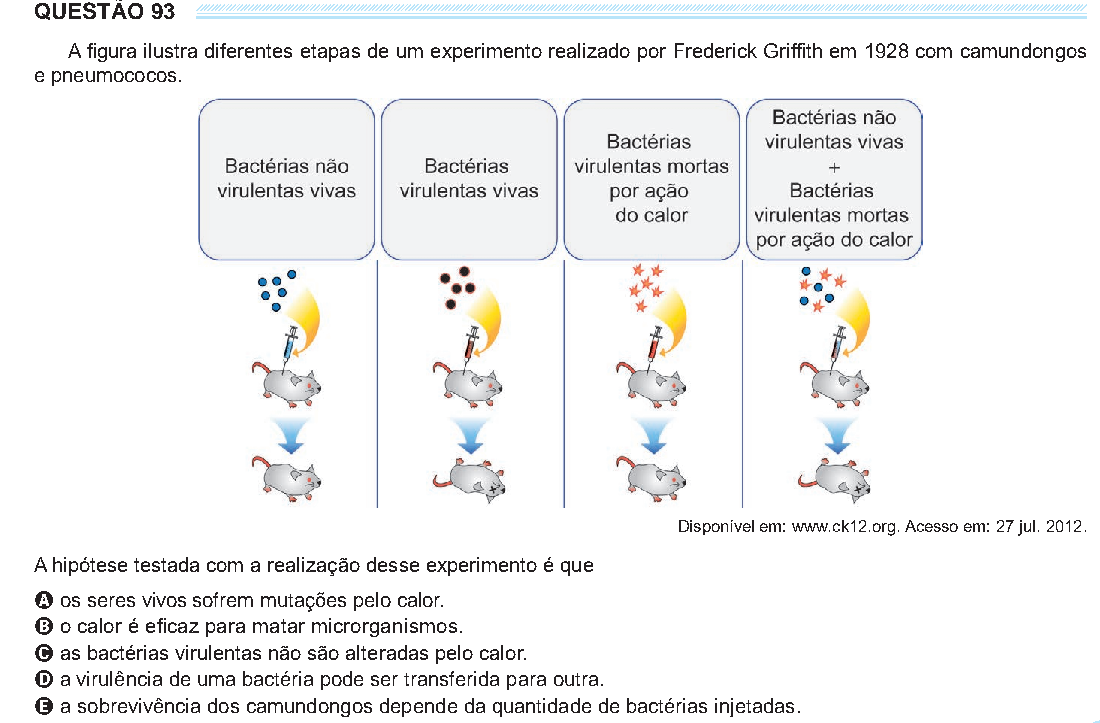 QUESTÃO 93
A figura ilustra diferentes etapas de um experimento realizado por Frederick Griffith em 1928 com camundongos
e pneumococos.
Bactérias não
virulentas vivas
Bactérias
virulentas vivas
Bactérias
virulentas mortas
por ação
do calor
Bactérias não
virulentas vivas
+
Bactérias
virulentas mortas
por ação do calor
Disponível em: www.ck12.org. Acesso em: 27 jul. 2012.
A hipótese testada com a realização desse experimento é que
A os seres vivos sofrem mutações pelo calor.
B o calor é eficaz para matar microrganismos.
C as bactérias virulentas não são alteradas pelo calor.
D a virulência de uma bactéria pode ser transferida para outra.
E a sobrevivência dos camundongos depende da quantidade de bactérias injetadas.